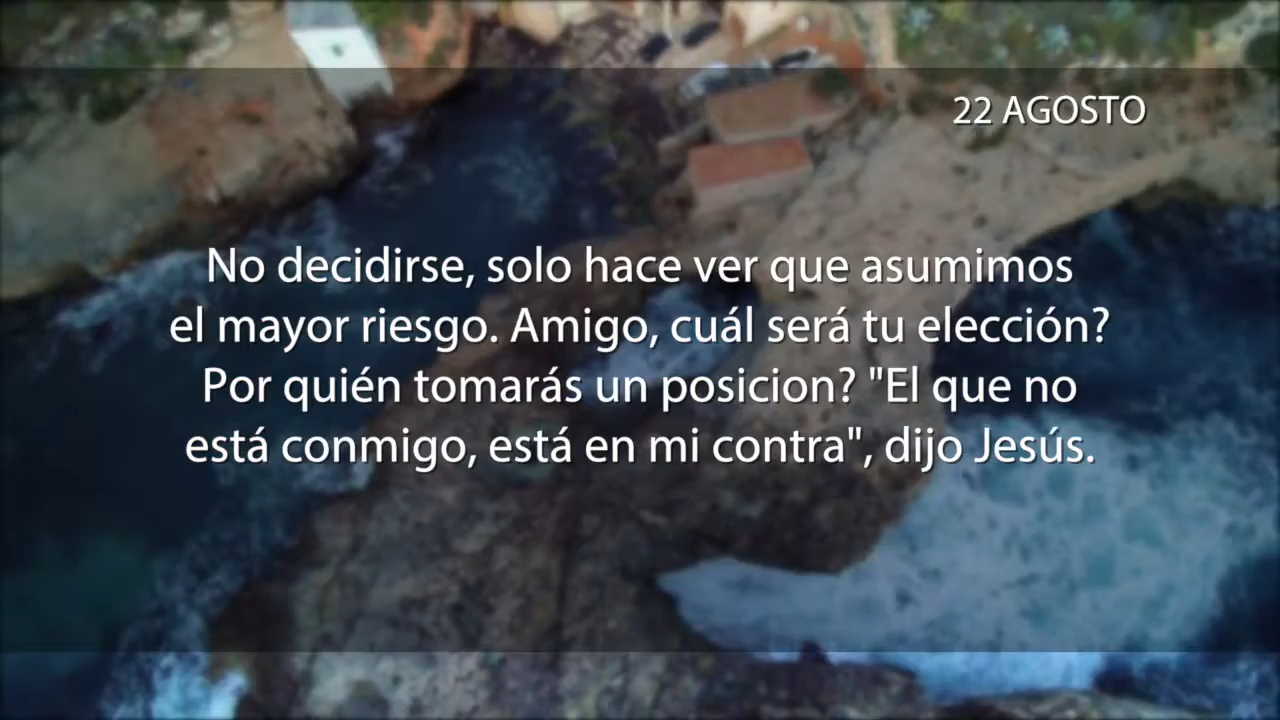 22 AGOSTO
No decidirse, solo hace ver que asumimos
el mayor riesgo. Amigo, cuál será tu elección?
Por quién tomarás un posicion? "El que no
está conmigo, está en mi contra", dijo Jesús.